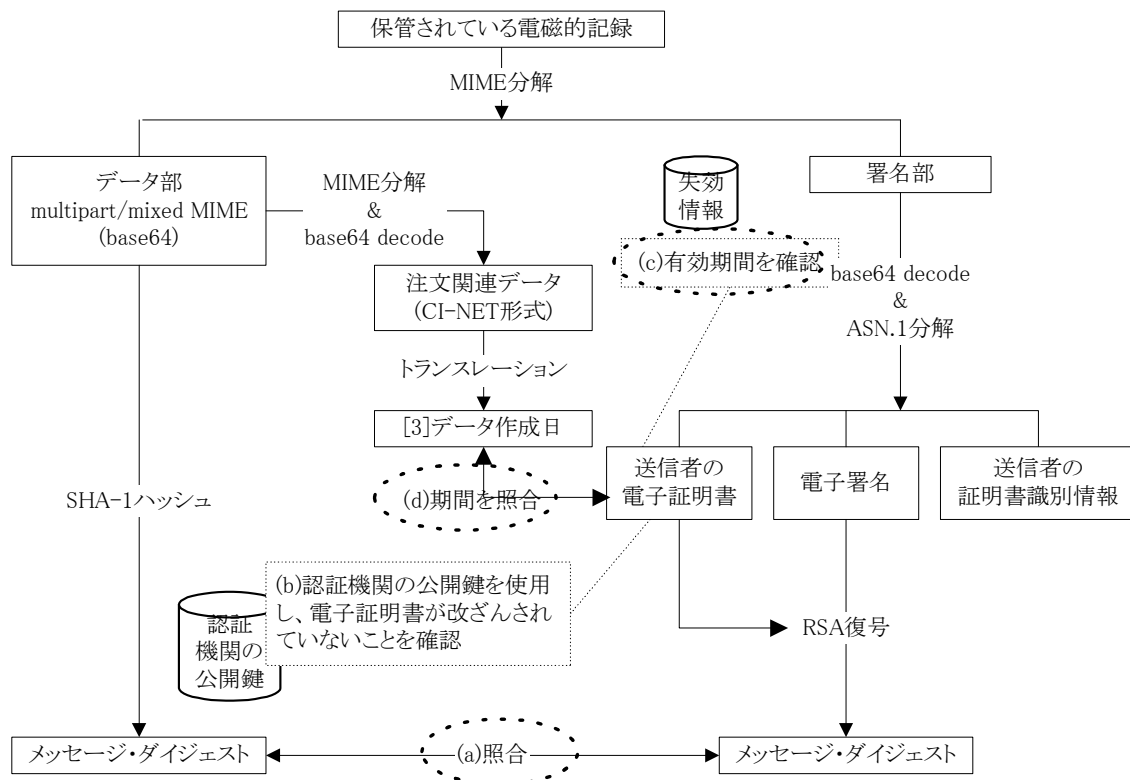 保管されている電磁的記録
MIME分解
データ部
multipart/mixed MIME
(base64)
MIME分解
&
base64 decode
失効
情報
署名部
(c)有効期間を確認
注文関連データ
(CI-NET形式)
base64 decode
&
ASN.1分解
トランスレーション
[3]データ作成日
(d)期間を照合
送信者の
電子証明書
電子署名
送信者の
証明書識別情報
SHA-1ハッシュ
(b)認証機関の公開鍵を使用
し、電子証明書が改ざんされ
ていないことを確認
認証
機関の
公開鍵
RSA復号
メッセージ・ダイジェスト
(a)照合
メッセージ・ダイジェスト